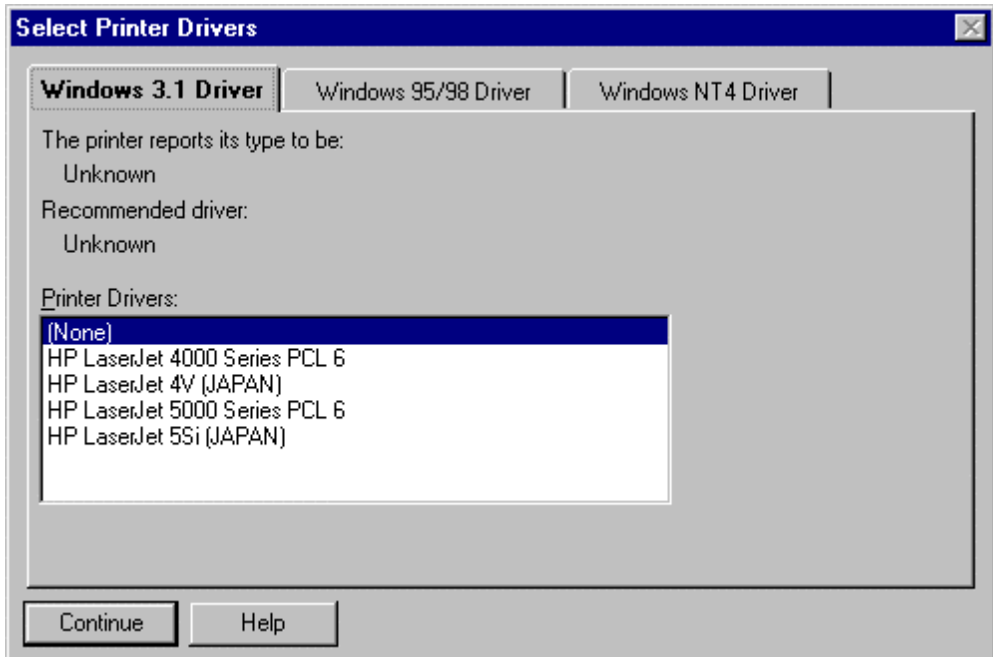 Select Printer Drivers
Windows 3.1 Driver
Windows 95/98 Driver
Windows NT4 Driver
The printer reports its type to be:
Unknown
Recommended driver:
Unknown
Printer Drivers:
(None)
HP LaserJet 4000 Series PCL 6
HP LaserJet 4V (JAPAN)
HP LaserJet 5000 Series PCL 6
HP LaserJet 5Si (JAPAN)
Continue
Help